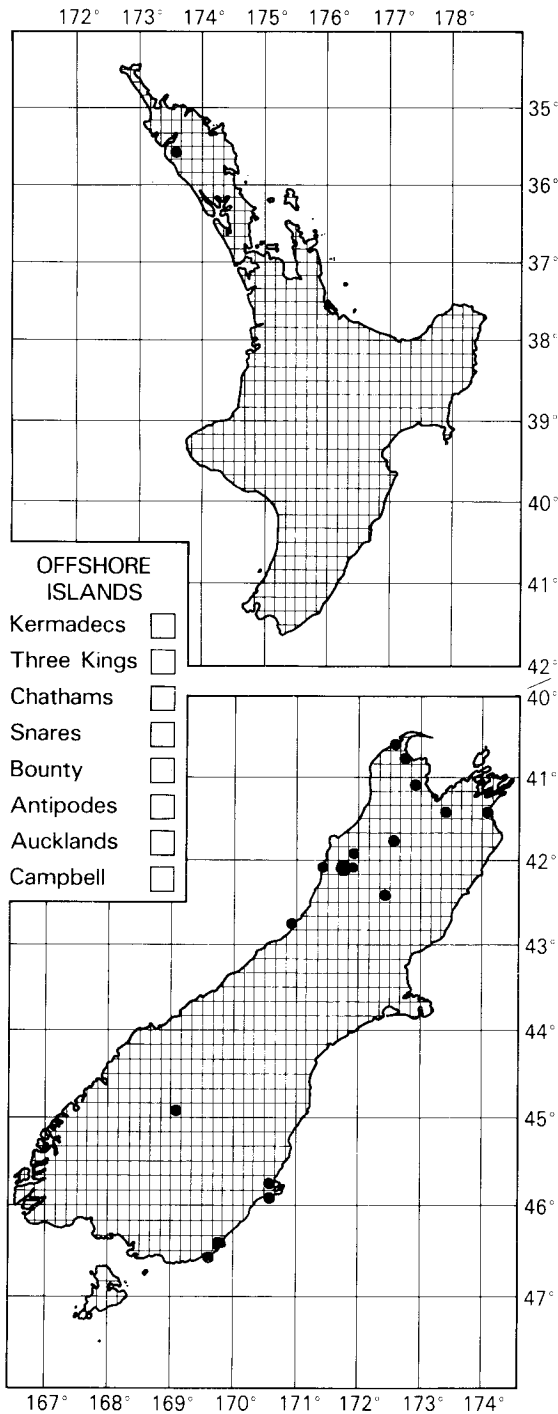 172° 173° 174° 175° 176° 177° 178°
35°
36°
37°
38°
39°
40°
41°
42°
OFFSHORE
ISLANDS
Kermadecs
Three Kings
Chathams
Snares
Bounty
Antipodes
Aucklands
Campbell
40°
41°
42°
43°
44°
45°
46°
47°
167° 168° 169° 170° 171° 172° 173° 174°